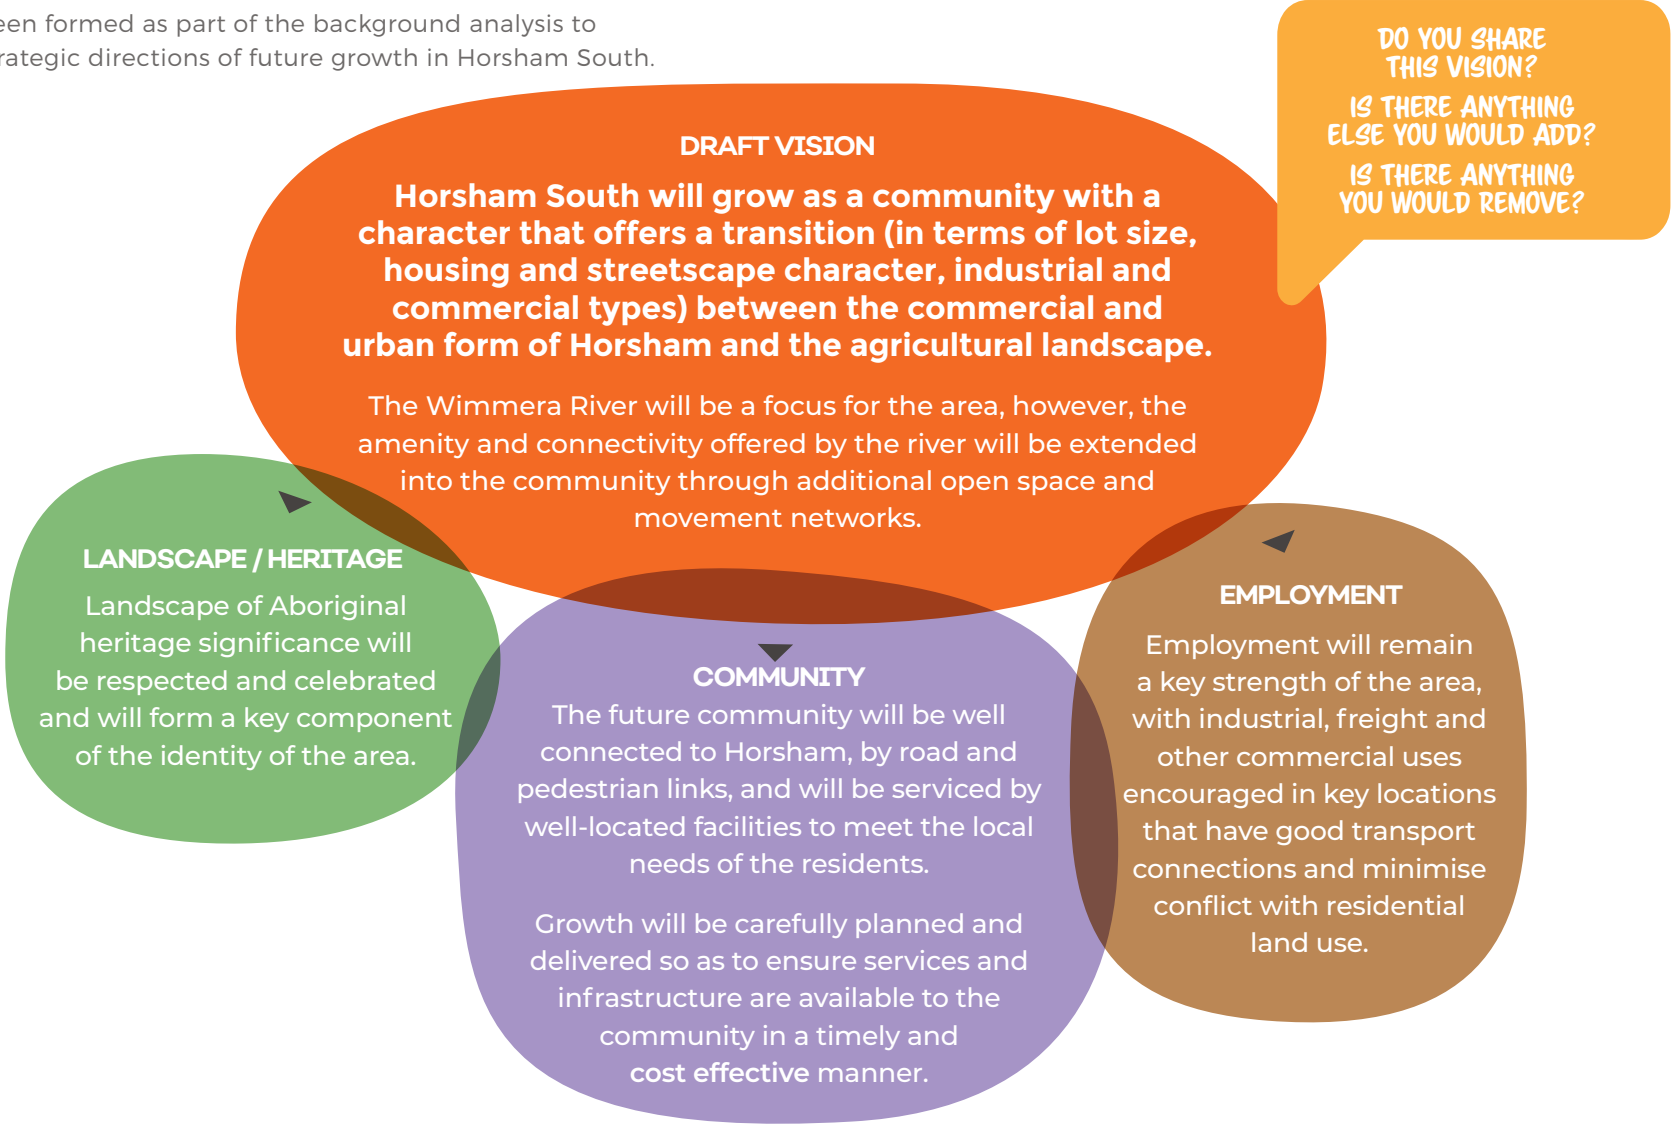 formed as part of the background analysis to
directions of future growth in Horsham South.
DO YOU SHARE
THIS VISION?
IS THERE ANYTHING
ELSE YOU WOULD ADD?
IS THERE ANYTHING
YOU WOULD REMOVE?
DRAFT VISION
Horsham South will grow as a community with a
character that offers a transition (in terms of lot size,
housing and streetscape character, industrial and
commercial types) between the commercial and
urban form of Horsham and the agricultural landscape.
The Wimmera River will be a focus for the area, however, the
amenity and connectivity offered by the river will be extended
into the community through additional open space and
movement networks.
LANDSCAPE / HERITAGE
Landscape of Aboriginal
heritage significance will
be respected and celebrated
and will form a key component
of the identity of the area.
COMMUNITY
The future community will be well
connected to Horsham, by road and
pedestrian links, and will be serviced by
well-located facilities to meet the local
needs of the residents.
Growth will be carefully planned and
delivered so as to ensure services and
infrastructure are available to the
community in a timely and
cost effective manner.
EMPLOYMENT
Employment will remain
a key strength of the area,
with industrial, freight and
other commercial uses
encouraged in key locations
that have good transport
connections and minimise
conflict with residential
land use.